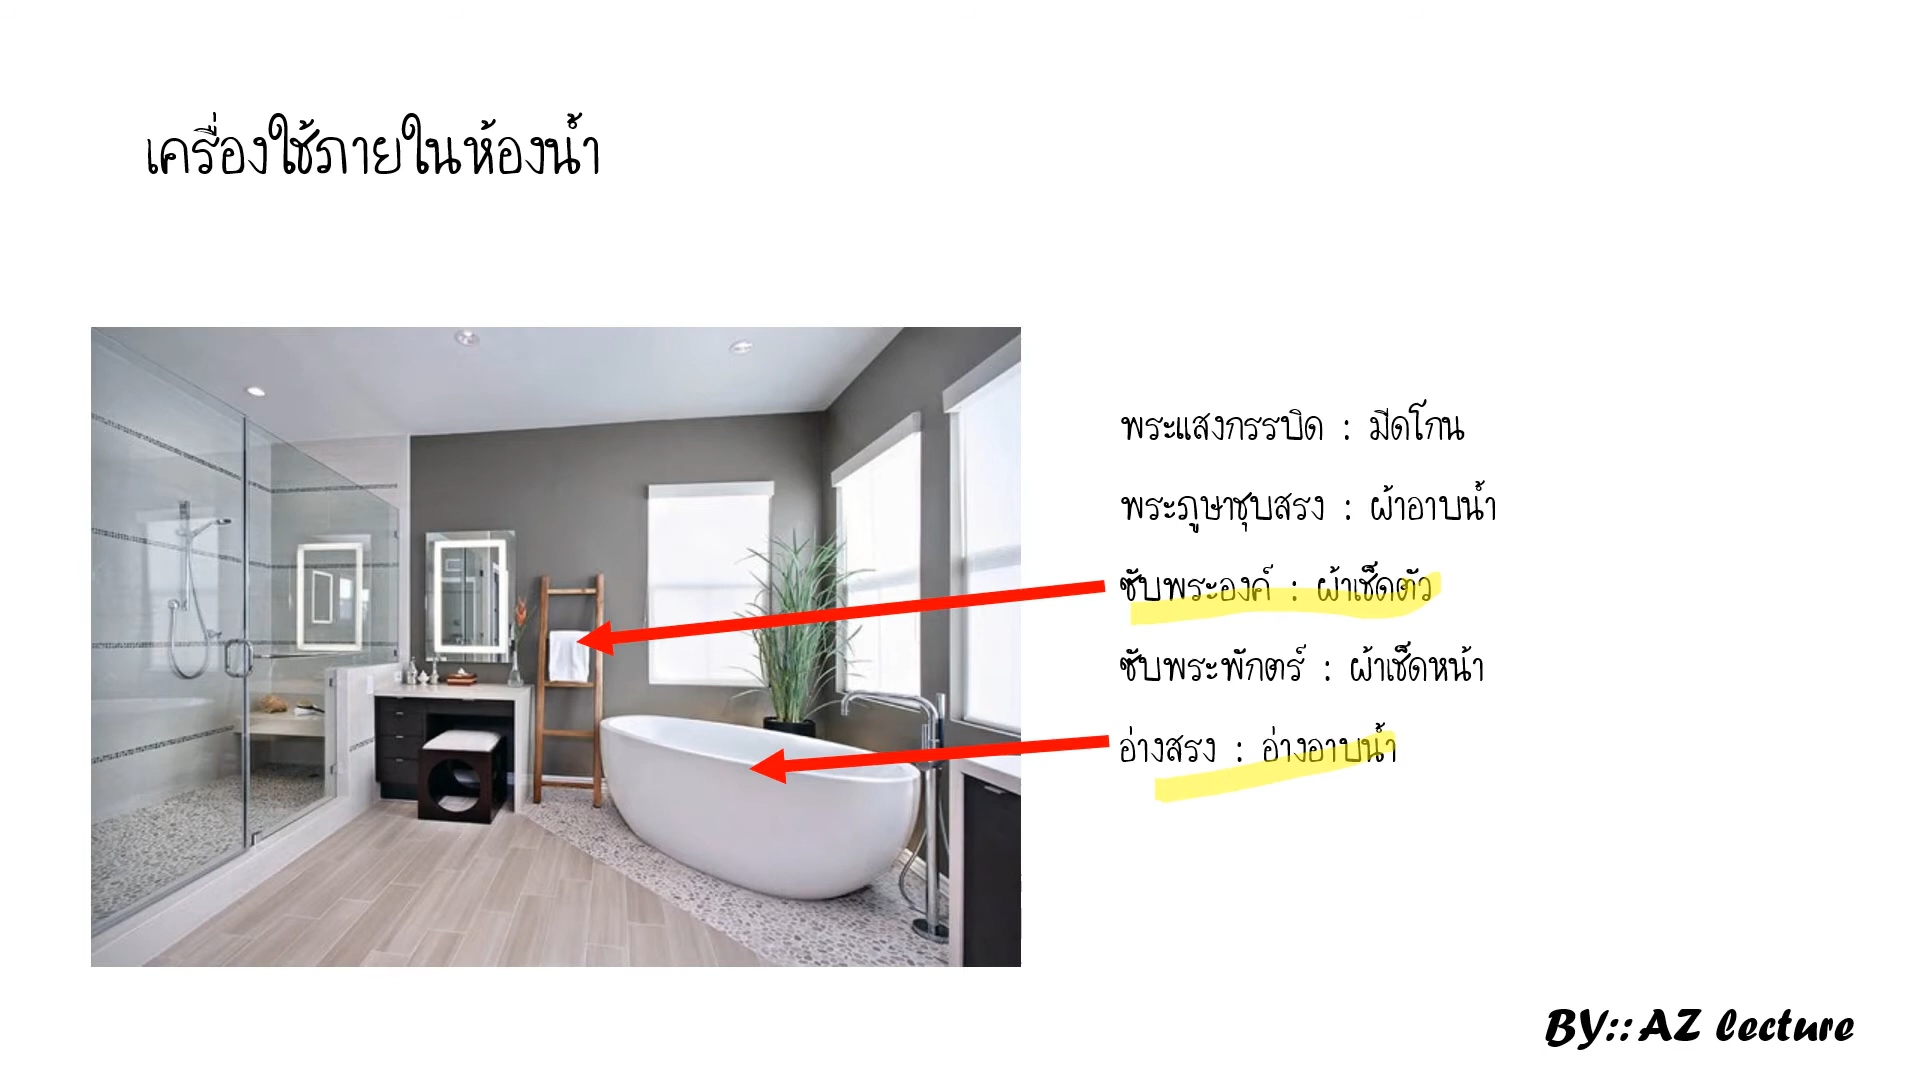 เครื่องใช้ภายในห้องน้ำ
พระแสงกรรบิด : มีดโกน
พระภูษาชุบสรง : ผ้าอาบน้ำ
ซับพระองค์ : ผ้าเช็ดตัว
ซับพระพักตร์ : ผ้าเช็ดหน้า
อ่างสรง : อ่างอาบน้ำ
BY:: AZ lecture